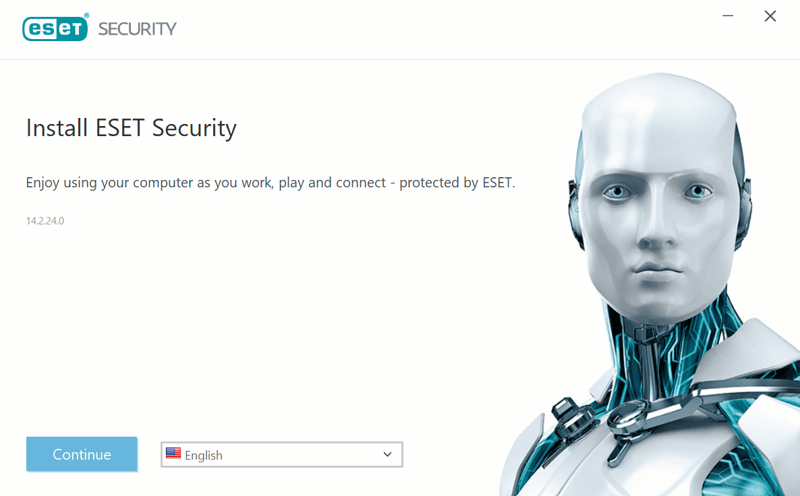 eset® SECURITY
Install ESET Security
Enjoy using your computer as you work, play and connect - protected by ESET.
14.2.24.0
Continue
English